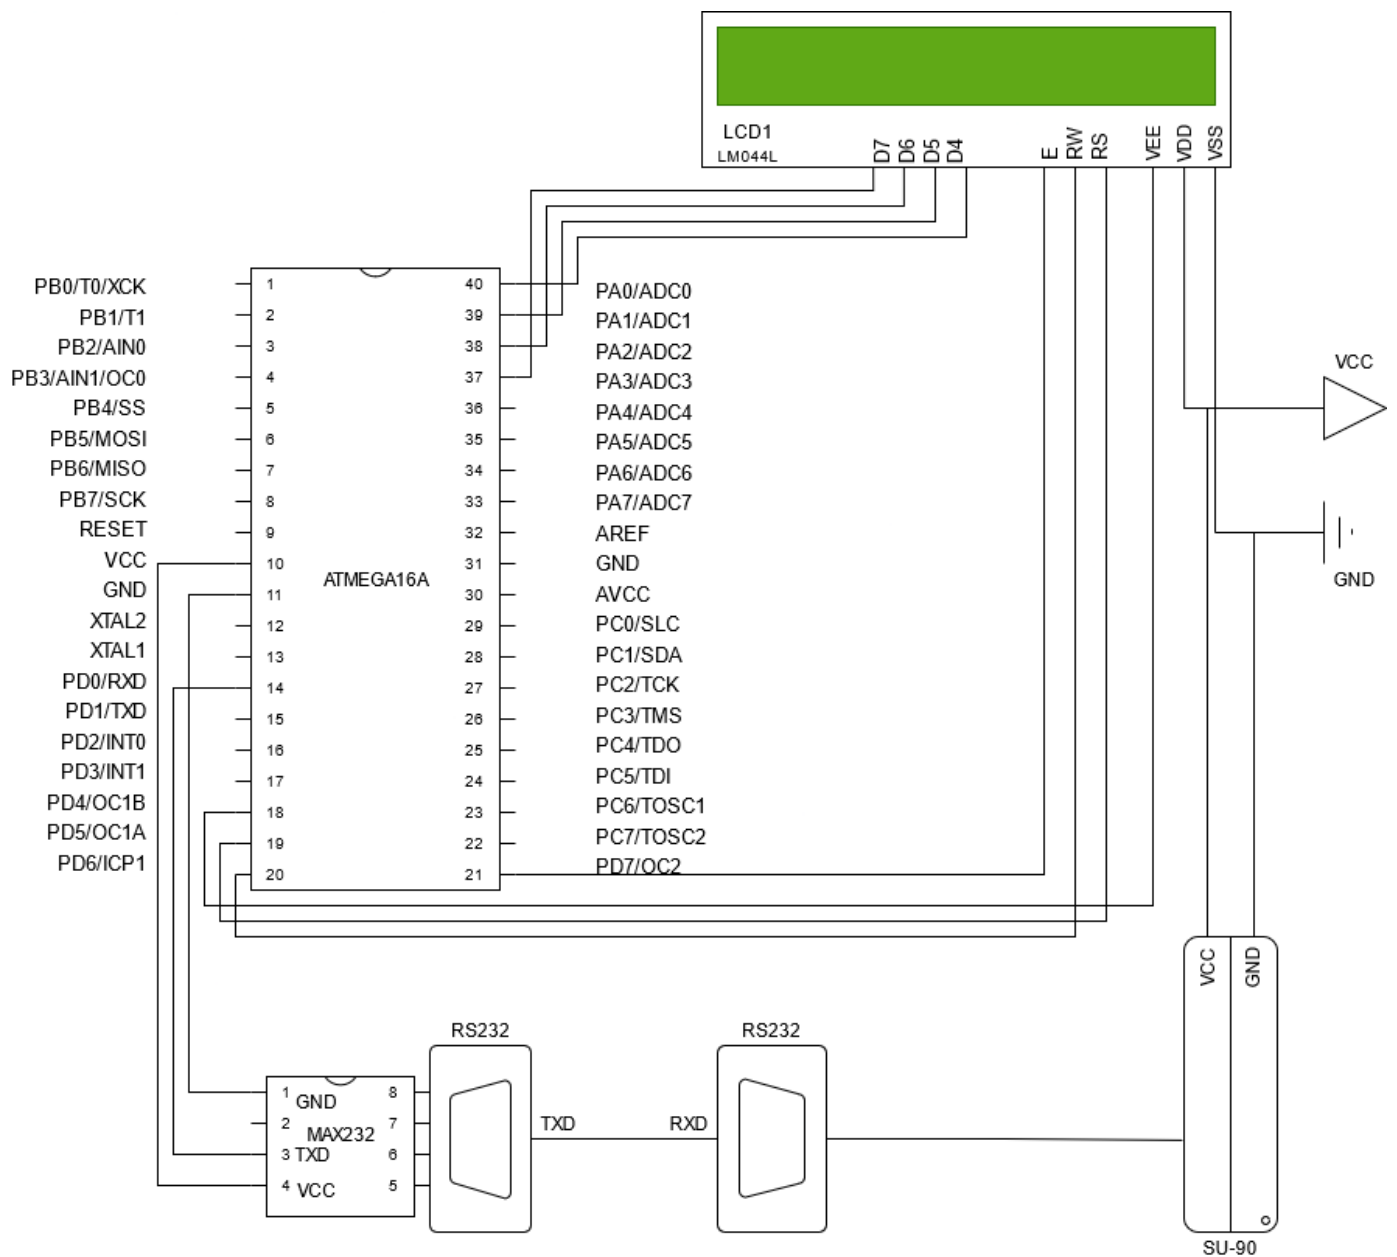 LCD1
LM044L
D7
D6
D5
D4
E
RW
RS
VEE
VDD
VSS
PB0/T0/XCK
PB1/T1
PB2/AIN0
PB3/AIN1/OC0
PB4/SS
PB5/MOSI
PB6/MISO
PB7/SCK
RESET
VCC
GND
XTAL2
XTAL1
PD0/RXD
PD1/TXD
PD2/INT0
PD3/INT1
PD4/OC1B
PD5/OC1A
PD6/ICP1
1
2
3
4
5
6
7
8
9
10
11
12
13
14
15
16
17
18
19
20
ATMEGA16A
40
39
38
37
36
35
34
33
32
31
30
29
28
27
26
25
24
23
22
21
PA0/ADC0
PA1/ADC1
PA2/ADC2
PA3/ADC3
PA4/ADC4
PA5/ADC5
PA6/ADC6
PA7/ADC7
AREF
GND
AVCC
PC0/SLC
PC1/SDA
PC2/TCK
PC3/TMS
PC4/TDO
PC5/TDI
PC6/TOSC1
PC7/TOSC2
PD7/OC2
VCC
GND
VCC
GND
SU-90
RS232
RS232
1 GND
2
MAX232
3 TXD
4 VCC
8
7
6
5
TXD
RXD